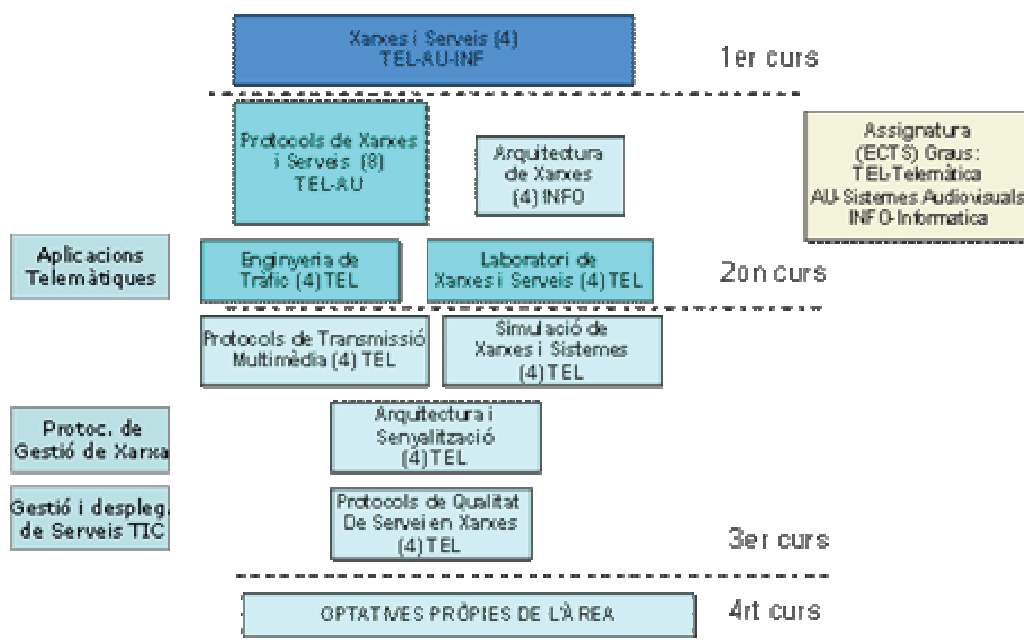 Xarxes i Serveis (4)
TEL-AU-INF
1er curs
Protocols de Xarxes
i Serveis (8)
TEL-AU
Arquitectura
de Xarxes
(4) INFO
Assignatura
(ECTS) Graus:
TEL-Telemàtica
AU-Sistemes Audiovisuals
INFO-Informatica
Aplicacions
Telemàtiques
Enginyeria de
Tràfic (4) TEL
Laboratori de
Xarxes i Serveis (4) TEL
2on curs
Protocols de Transmissió
Multimèdia (4) TEL
Simulació de
Xarxes i Sistemes
(4) TEL
Protoc. de
Gestió de Xarxa
Arquitectura i
Senyalització
(4) TEL
Gestió i despleg.
de Serveis TIC
Protocols de Qualitat
De Servei en Xarxes
(4) TEL
3er curs
OPTATIVES PRÒPIES DE L'ÀREA
4rt curs